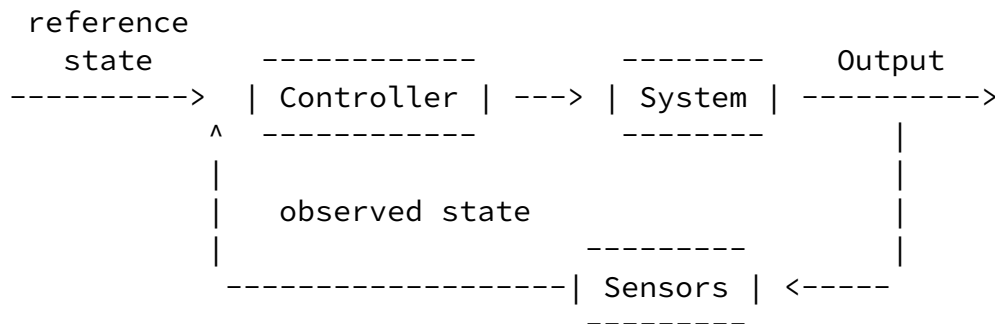 reference
state Output
Controller System
observed state
Sensors